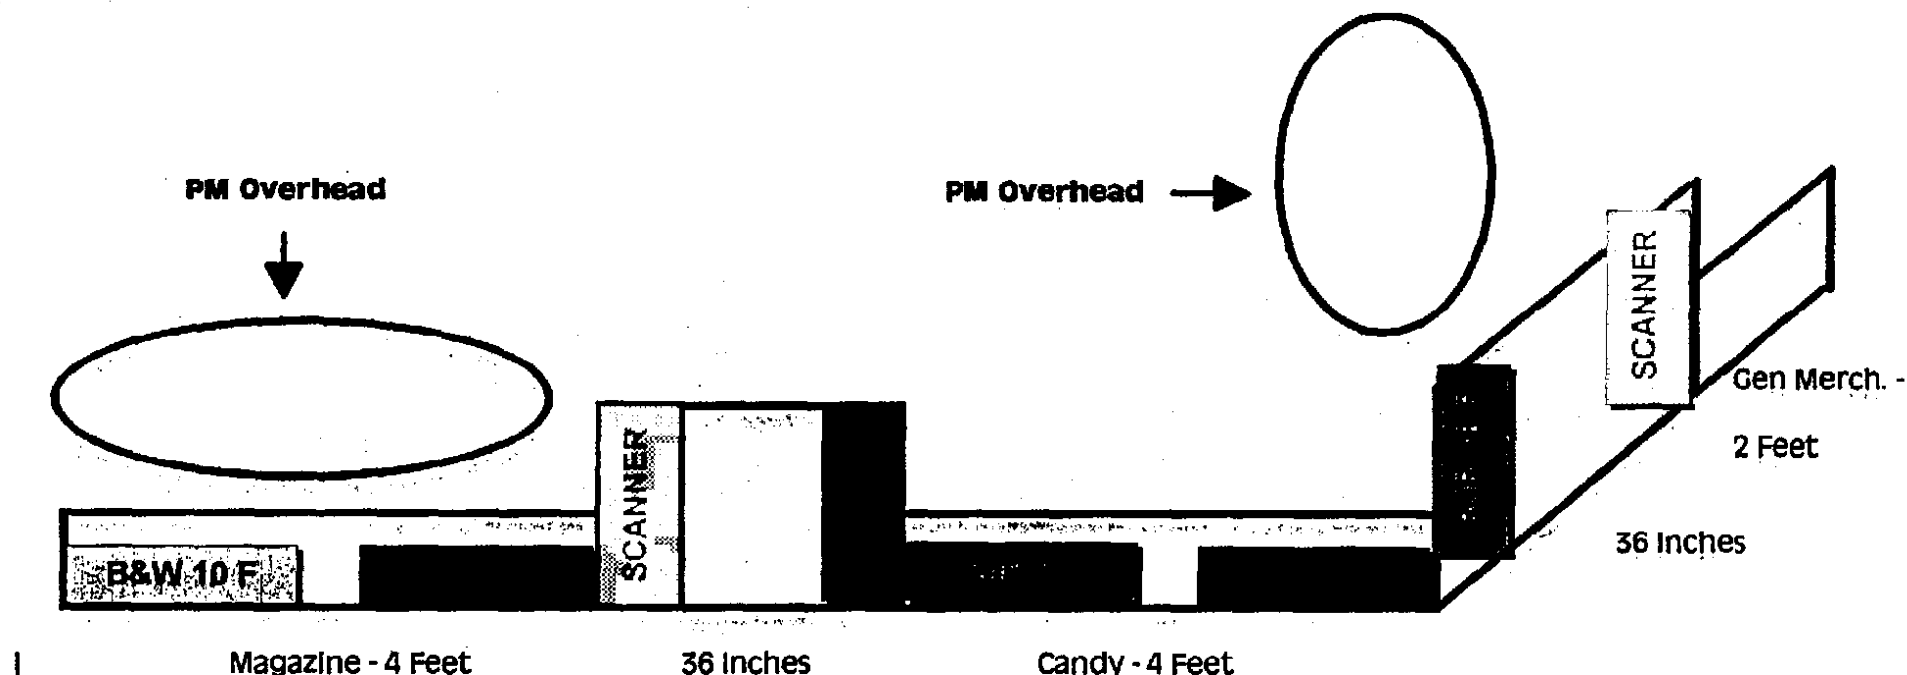 PM Overhead
PM Overhead
SCANNER
Gen Merch. -
2 Feet
SCANNER
36 Inches
B&W 10 F
Magazine - 4 Feet
36 Inches
Candy - 4 Feet